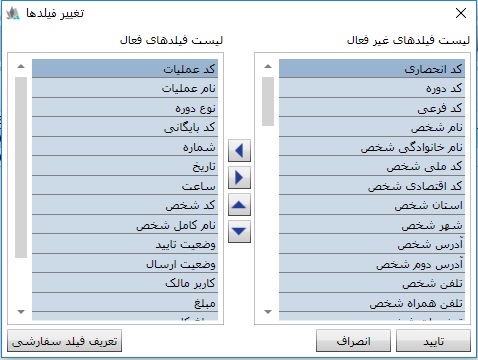 تغییر فیلدها
لیست فیلدهای غیر فعال
کد انحصاری
کد دوره
کد فرعی
نام شخص
نام خانوادگی شخص
کد ملی شخص
کد اقتصادی شخص
استان شخص
شهر شخص
آدرس شخص
آدرس دوم شخص
تلفن شخص
تلفن همراه شخص
لیست فیلدهای فعال
کد عملیات
نام عملیات
نوع دوره
کد بایگانی
شماره
تاریخ
ساعت
کد شخص
نام کامل شخص
وضعیت تایید
وضعیت ارسال
کاربر مالک
مبلغ
تایید
انصراف
تعریف فیلد سفارشی